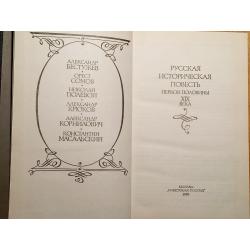 АЛЕКСАНДР
БЕСТУЖЕВ
ОРЕСТ
СОМОВ
НИКОЛАЙ
ПОЛЕВОЙ
АЛЕКСАНДР
КРЮКОВ
АЛЕКСАНДР
КОРНИЛОВИЧ
КОНСТАНТИН
МАСАЛЬСКИЙ
РУССКАЯ
ИСТОРИЧЕСКАЯ
ПОВЕСТЬ
ПЕРВОЙ ПОЛОВИНЫ
XIX
ВЕКА
МОСКВА
«СОВЕТСКАЯ РОССИЯ»